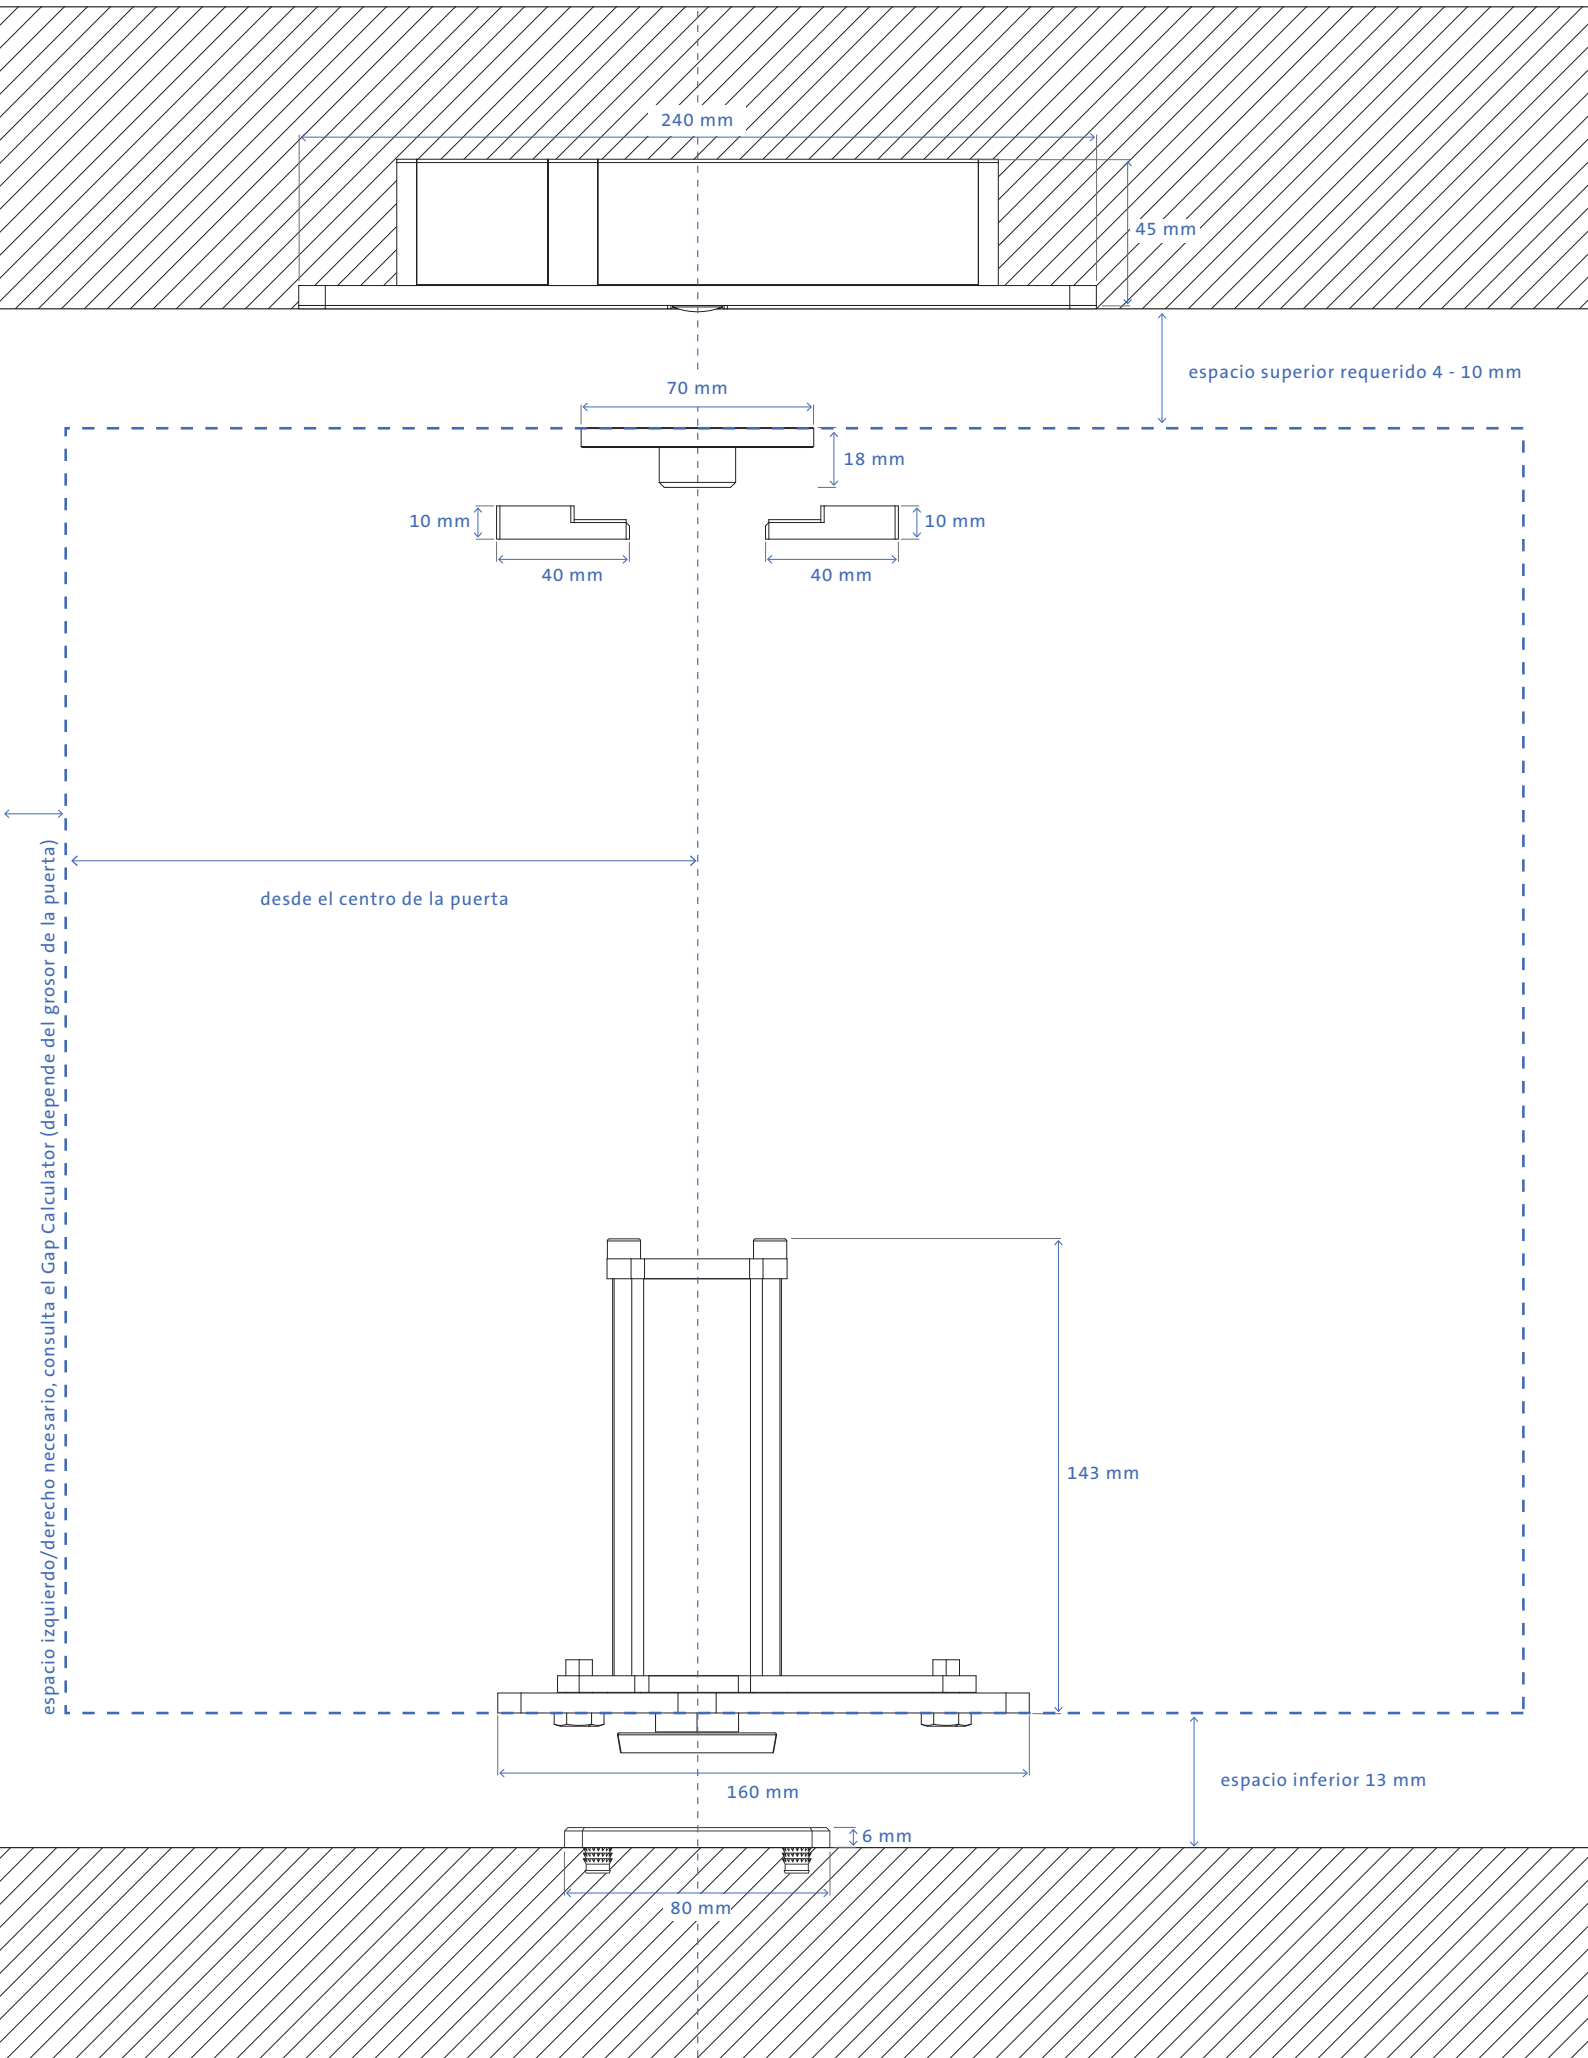 240 mm
45 mm
espacio superior requerido 4 - 10 mm
70 mm
18 mm
10 mm
10 mm
40 mm
40 mm
desde el centro de la puerta
espacio izquierdo/derecho necesario, consulta el Gap Calculator (depende del grosor de la puerta)
143 mm
160 mm
espacio inferior 13 mm
6 mm
80 mm